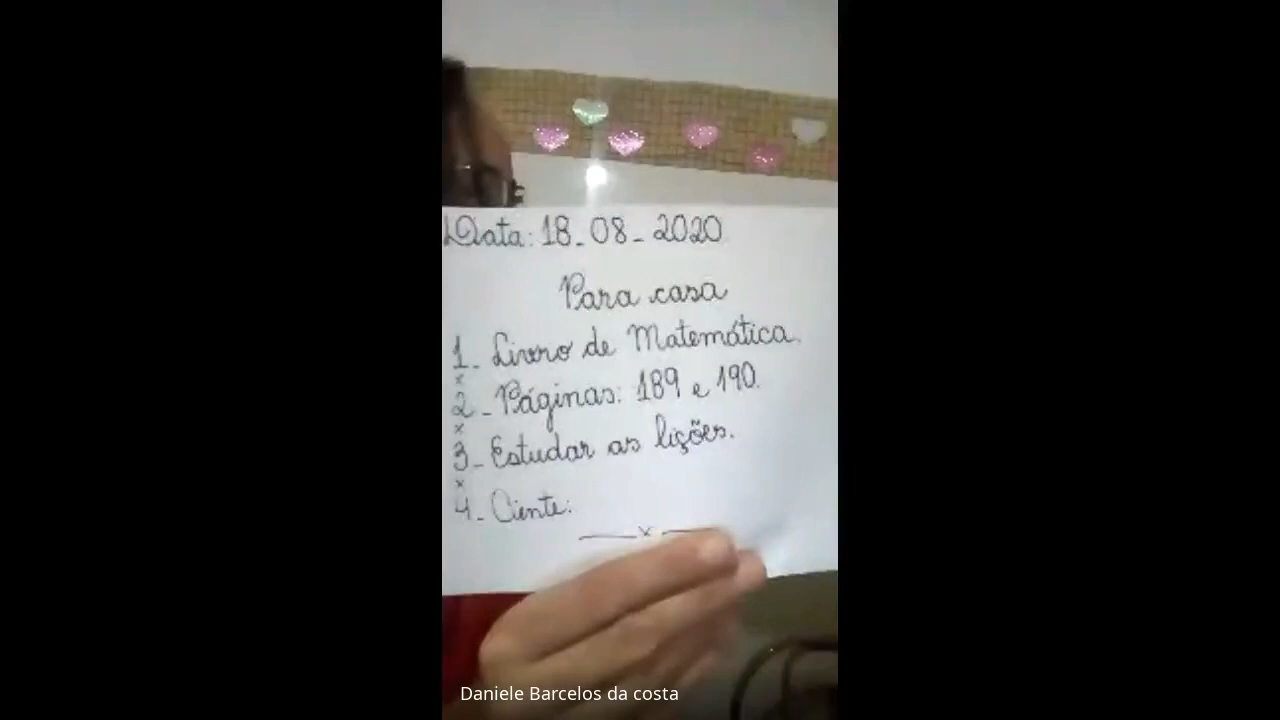 Data: 18-08-2020
Para casa
1- Livro de Matemática.
x
2- Páginas: 189 e 190.
x
3- Estudar as lições.
x
4- Ciente:
—x—
Daniele Barcelos da costa